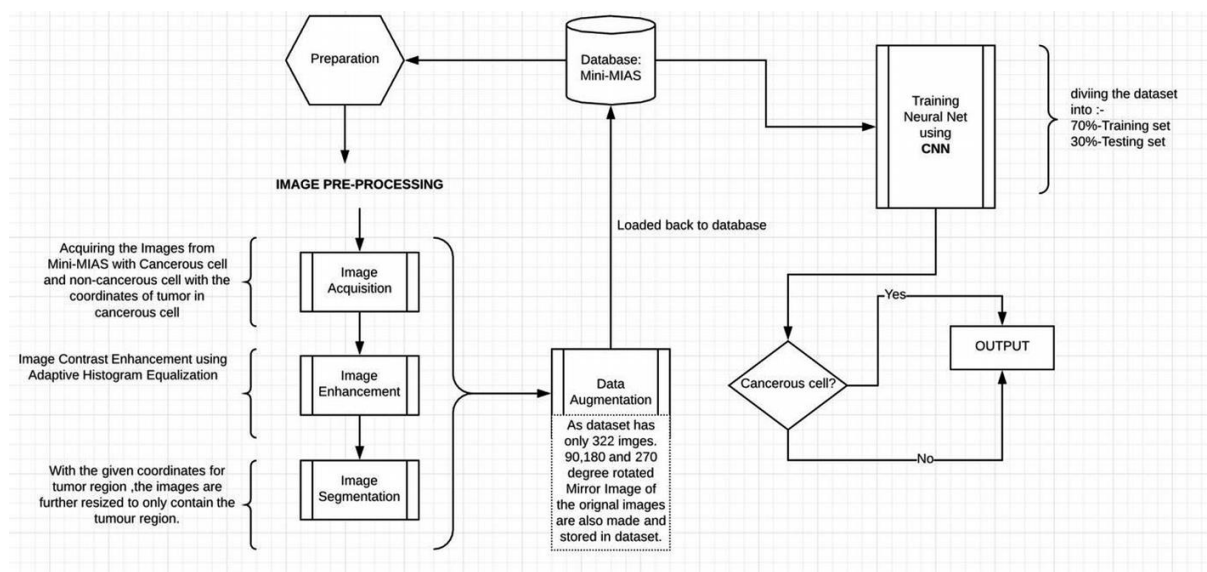 Preparation
Database:
Mini-MIAS
Training
Neural Net
using
CNN
diviing the dataset
into :-
70%-Training set
30%-Testing set
IMAGE PRE-PROCESSING
Loaded back to database
Acquiring the Images from
Mini-MIAS with Cancerous cell
and non-cancerous cell with the
coordinates of tumor in
cancerous cell
Image
Acquisition
Image Contrast Enhancement using
Adaptive Histogram Equalization
Image
Enhancement
With the given coordinates for
tumor region ,the images are
further resized to only contain the
tumour region.
Image
Segmentation
Data
Augmentation
As dataset has
only 322 imges.
90,180 and 270
degree rotated
Mirror Image of
the orignal images
are also made and
stored in dataset.
Cancerous cell?
Yes
No
OUTPUT